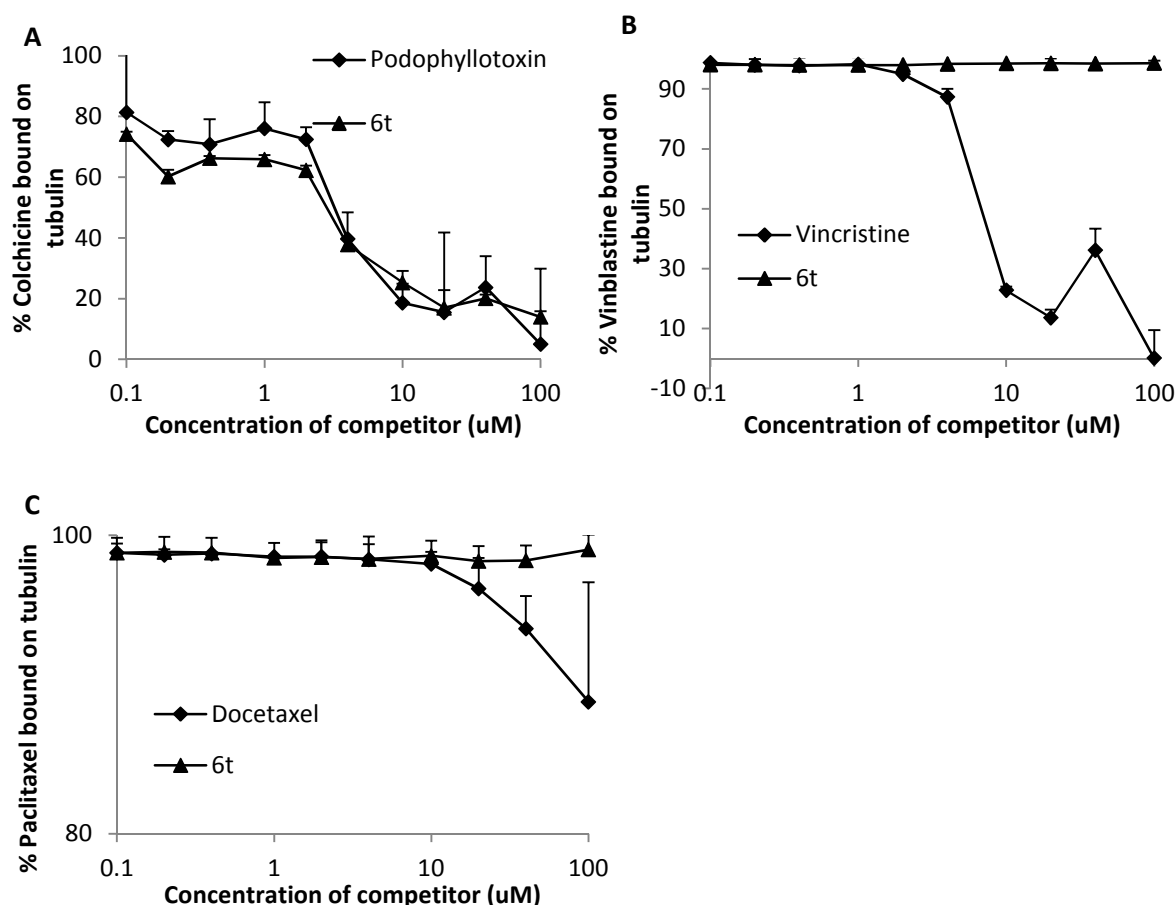 A
% Colchicine bound on
tubulin
100
80
60
40
20
0
Podophyllotoxin
6t
0.1 1 10 100
Concentration of competitor (uM)
B
% Vinblastine bound on
tubulin
90
70
50
30
10
-10
Vincristine
6t
0.1 1 10 100
Concentration of competitor (uM)
C
% Paclitaxel bound on tubulin
100
80
Docetaxel
6t
0.1 1 10 100
Concentration of competitor (uM)